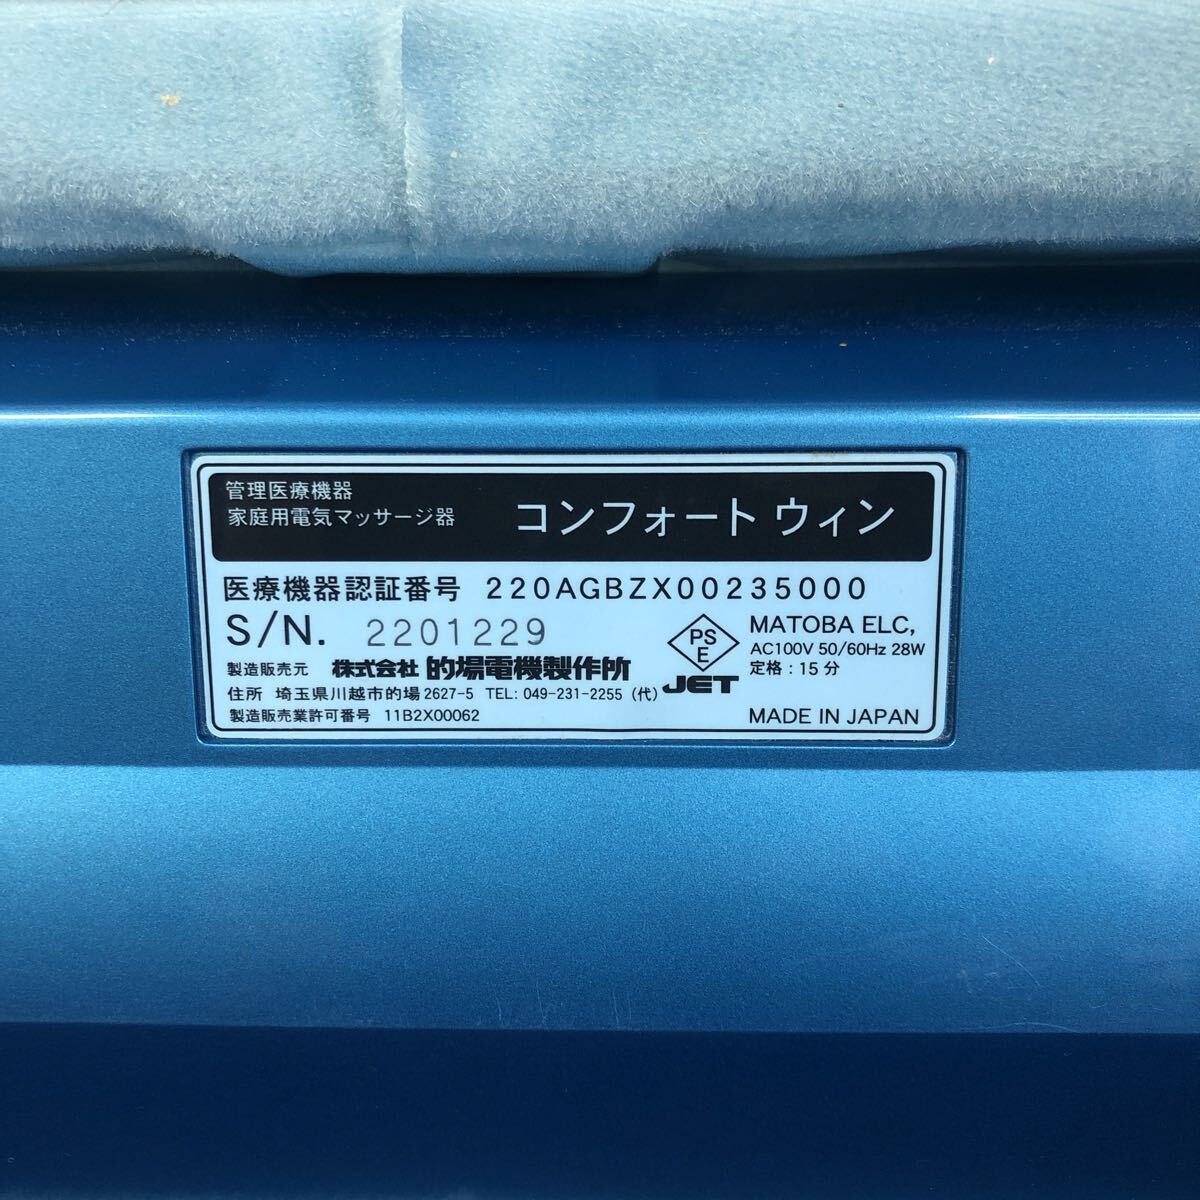 管理医療機器
家庭用電気マッサージ器
コンフォートウィン
医療機器認証番号 220AGBZX00235000
S/N. 2201229
製造販売元 株式会社 的場電機製作所
住所 埼玉県川越市的場2627-5 TEL: 049-231-2255 (代)
製造販売業許可番号 11B2X00062
PS
E
JET
MATOBA ELC,
AC100V 50/60Hz 28W
定格：15分
MADE IN JAPAN